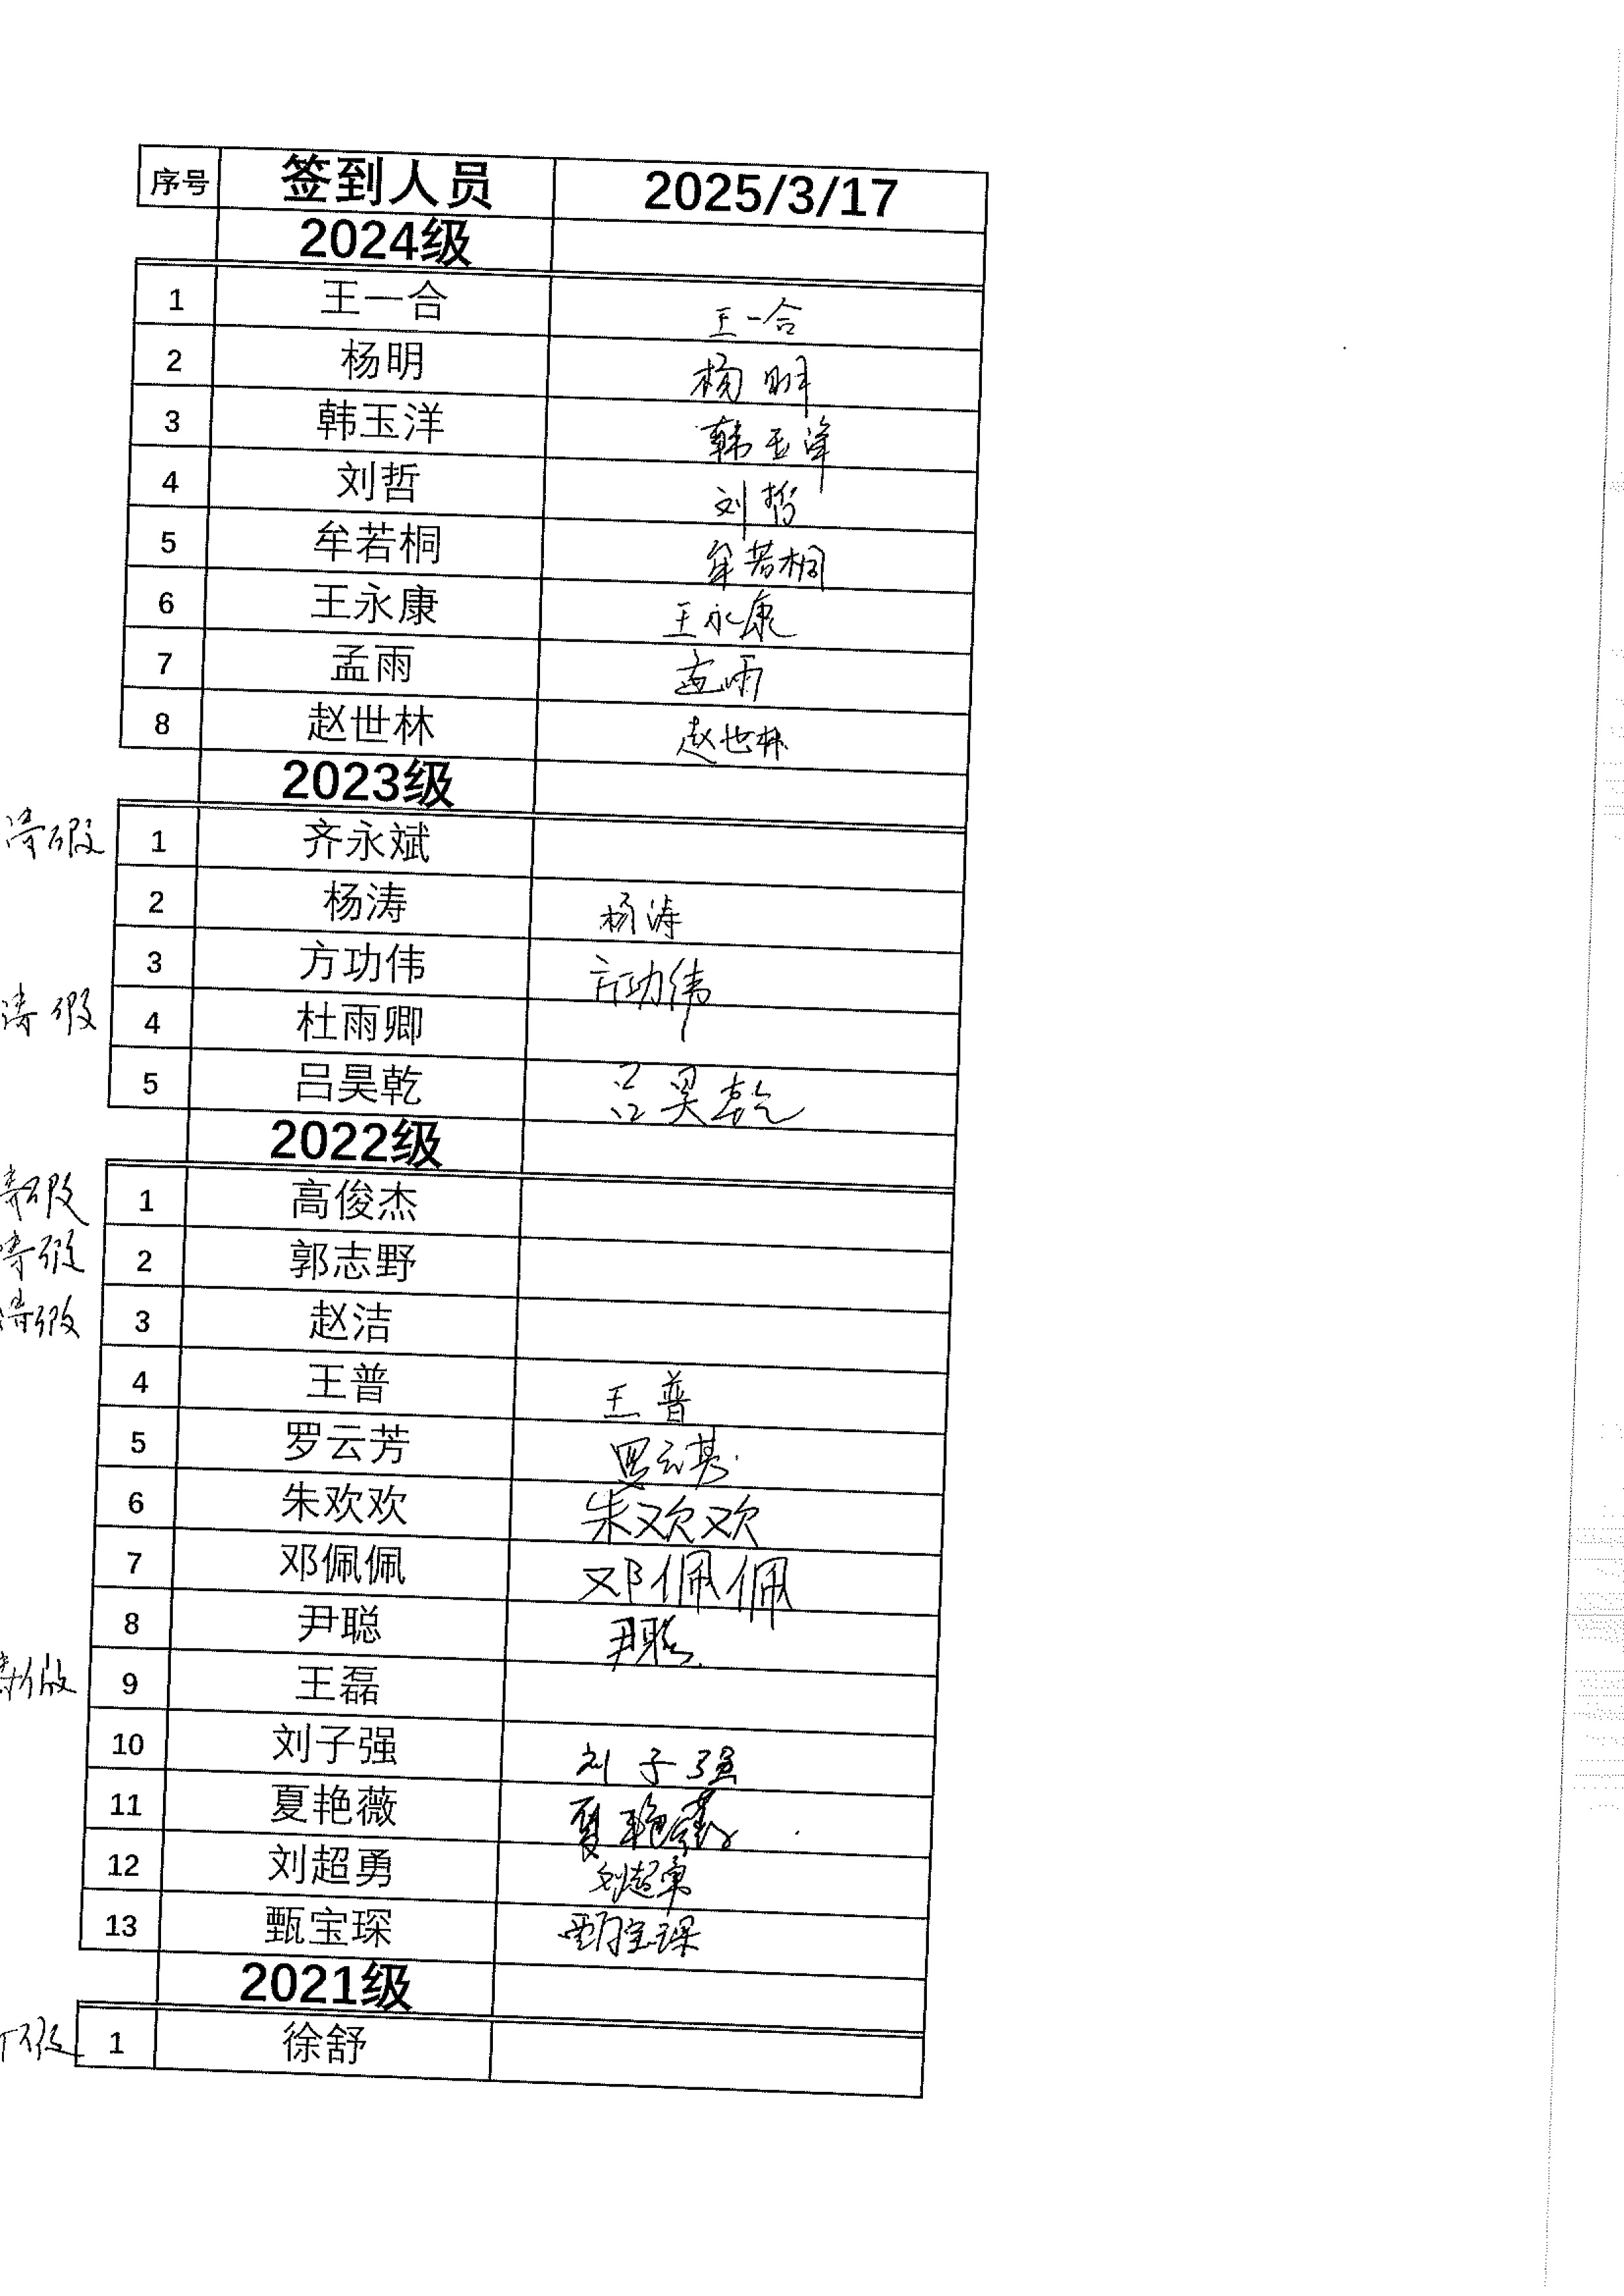 序号 签到人员 2025/3/17
2024级
1 王一合 王一合
2 杨明 杨明
3 韩玉洋 韩玉洋
4 刘哲 刘哲
5 牟若桐 牟若桐
6 王永康 王永康
7 孟雨 孟雨
8 赵世林 赵世林
2023级
请假 1 齐永斌
2 杨涛 杨涛
3 方功伟 方功伟
请假 4 杜雨卿
5 吕昊乾 吕昊乾
2022级
请假 1 高俊杰
请假 2 郭志野
请假 3 赵洁
4 王普 王普
5 罗云芳 罗云芳
6 朱欢欢 朱欢欢
7 邓佩佩 邓佩佩
8 尹聪 尹聪
请假 9 王磊
10 刘子强 刘子强
11 夏艳薇 夏艳薇
12 刘超勇 刘超勇
13 甄宝琛 甄宝琛
2021级
假 1 徐舒